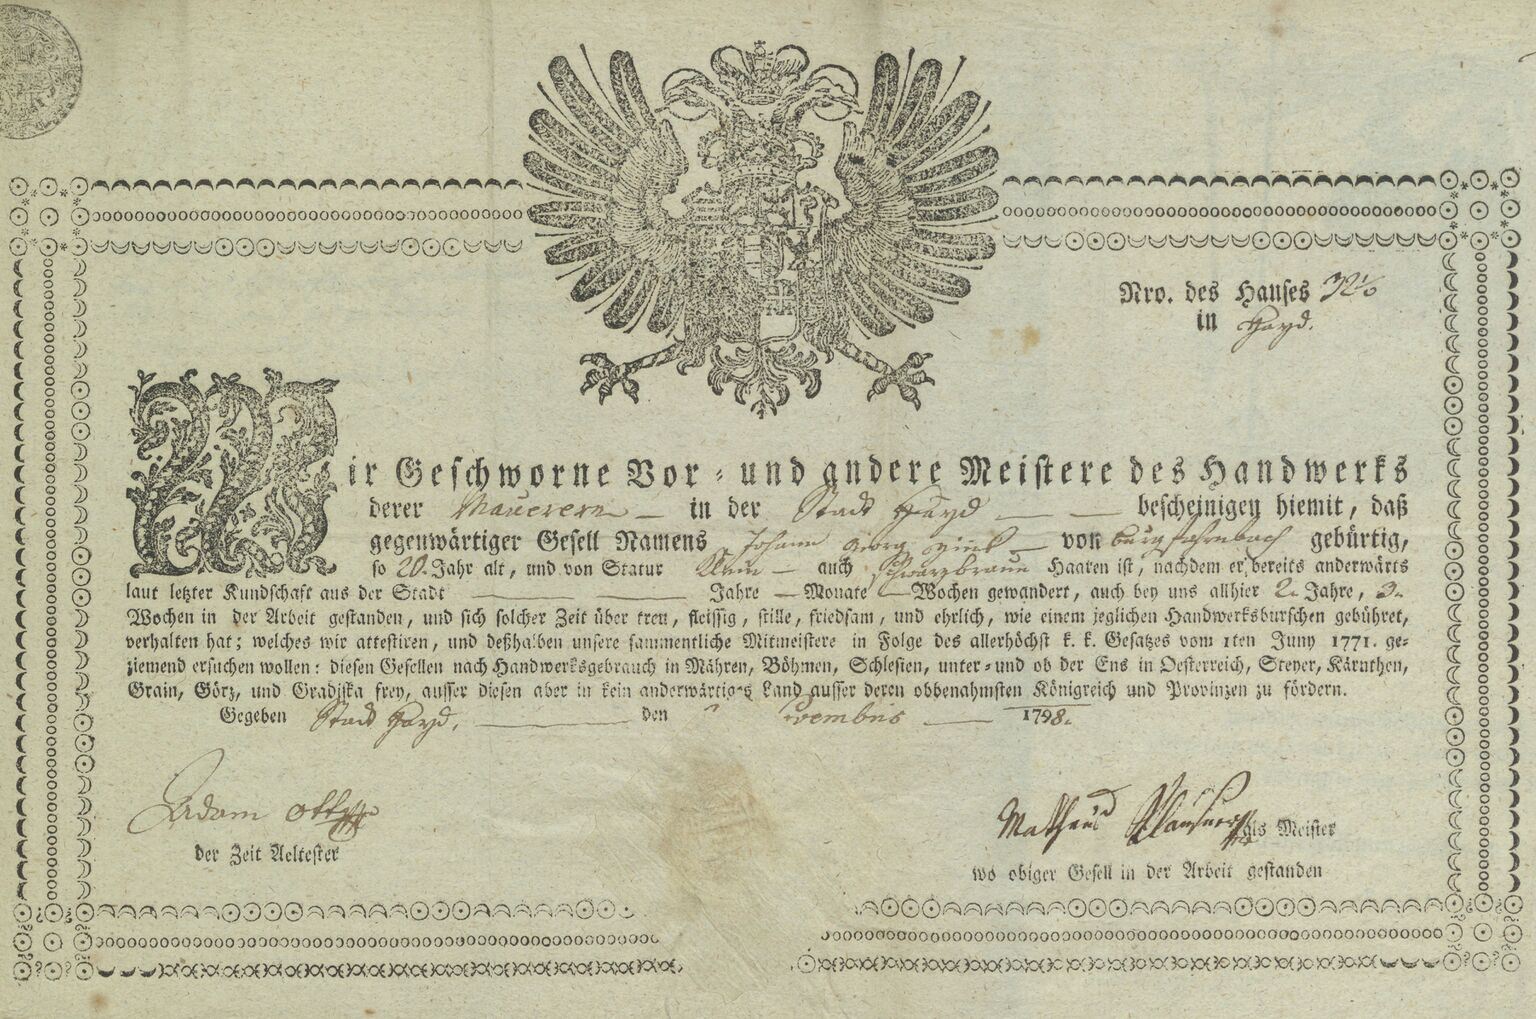 Nro. des Hauses
in Hayd.
Wir Geschworne Vor- und andere Meistere des Handwerks
derer Maurern in der Stadt Hayd bescheinigen hiemit, daß
gegenwärtiger Gesell Namens Johann Georg von gebürtig,
so 20. Jahr alt, und von Statur auch schwarzbraun Haaren ist, nachdem er bereits anderwärts
laut letzter Kundschaft aus der Stadt — — Jahre — Monate — Wochen gewandert, auch bey uns allhier 2. Jahre, 3.
Wochen in der Arbeit gestanden, und sich solcher Zeit über treu, fleissig, stille, friedsam, und ehrlich, wie einem jeglichen Handwerksburschen gebühret,
verhalten hat; welches wir attestiren, und deßhalben unsere sammentliche Mitmeistere in Folge des allerhöchst k. k. Gesatzes vom 1ten Juny 1771. ge-
ziemend ersuchen wollen: diesen Gesellen nach Handwerksgebrauch in Mähren, Böhmen, Schlesien, unter- und ob der Ens in Oesterreich, Steyer, Kärnthen,
Crain, Görz, und Gradiska frey, ausser diesen aber in kein anderwärtiges Land ausser deren obbenahmsten Königreich und Provinzen zu fördern.
Gegeben Stadt Hayd. — den — 1798.
Adam Ott
der Zeit Aeltester
Matheus als Meister
wo obiger Gesell in der Arbeit gestanden